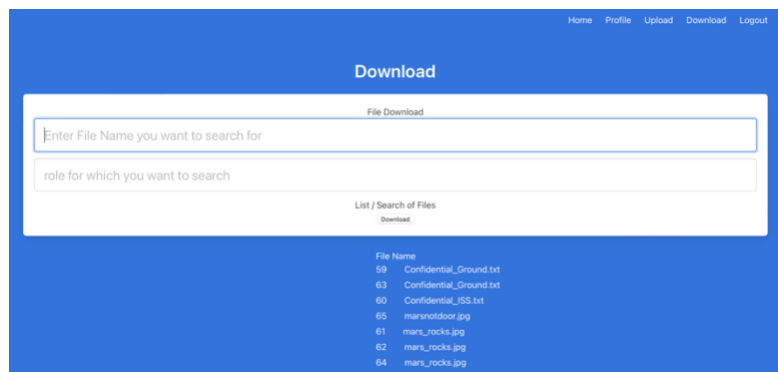 Home Profile Upload Download Logout
Download
File Download
Enter File Name you want to search for
role for which you want to search
List / Search of Files
Download
File Name
59 Confidential_Ground.txt
63 Confidential_Ground.txt
60 Confidential_ISS.txt
65 marsnotdoor.jpg
61 mars_rocks.jpg
62 mars_rocks.jpg
64 mars_rocks.jpg